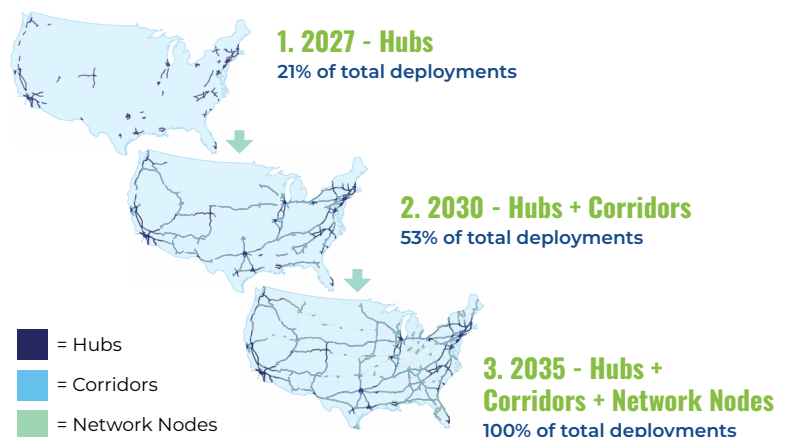 1. 2027 - Hubs
21% of total deployments
2. 2030 - Hubs + Corridors
53% of total deployments
= Hubs
= Corridors
= Network Nodes
3. 2035 - Hubs +
Corridors + Network Nodes
100% of total deployments